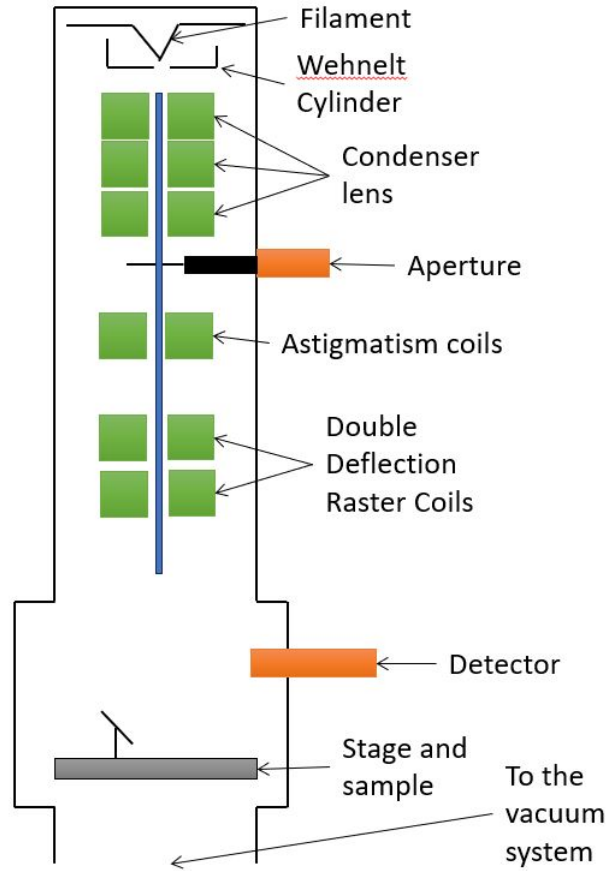 Filament
Wehnelt
Cylinder
Condenser
lens
Aperture
Astigmatism coils
Double
Deflection
Raster Coils
Detector
Stage and
sample
To the
vacuum
system